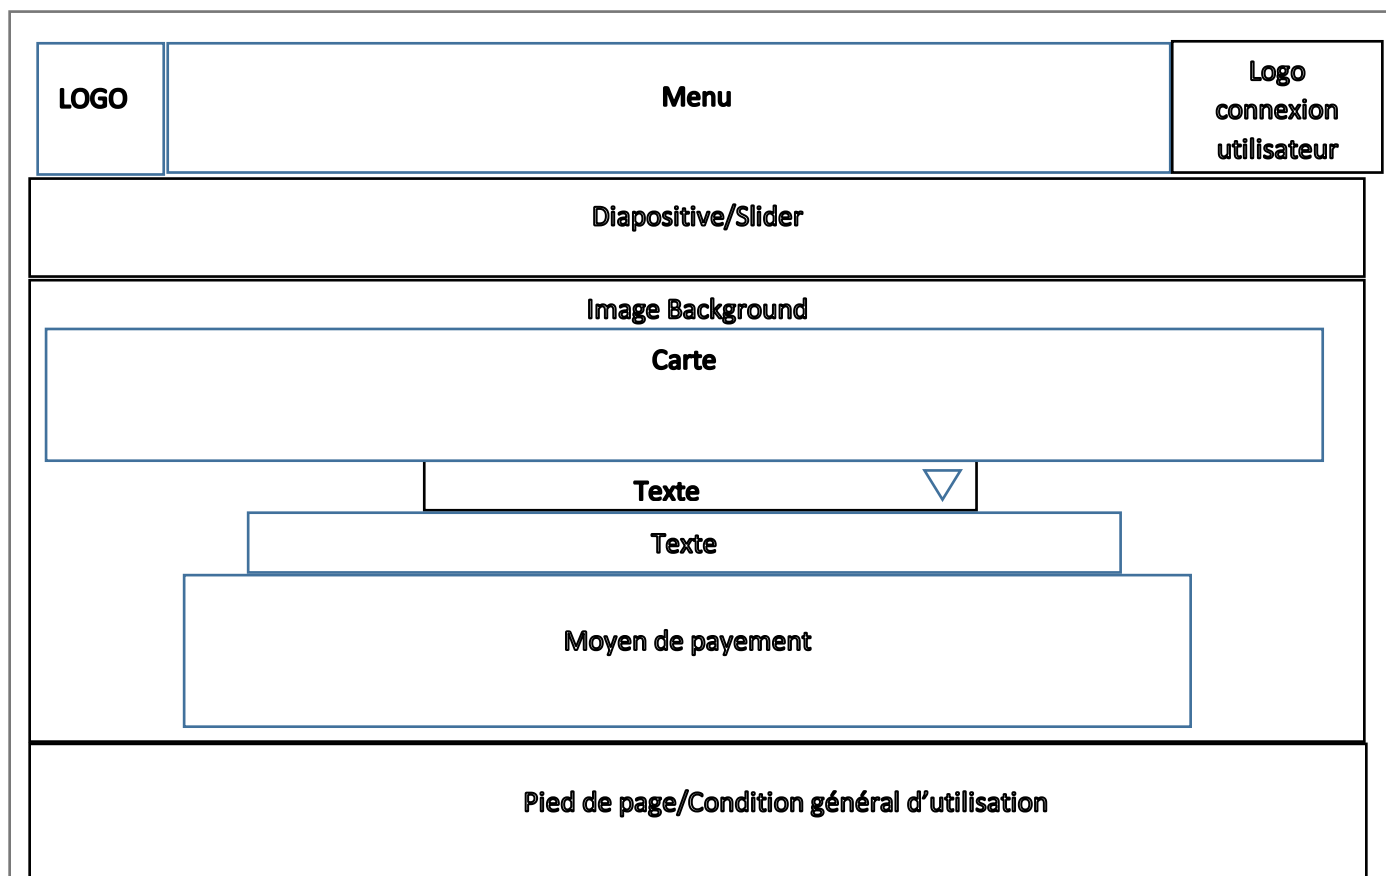 LOGO
Menu
Logo
connexion
utilisateur
Diapositive/Slider
Image Background
Carte
Texte
Texte
Moyen de payement
Pied de page/Condition général d’utilisation